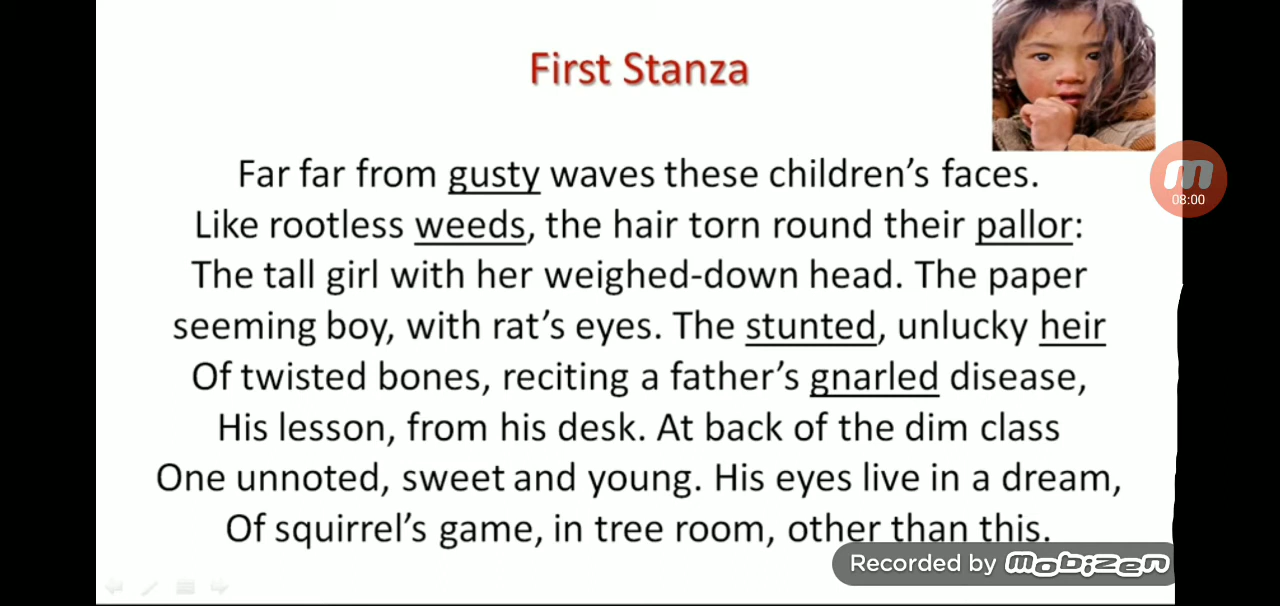 First Stanza
Far far from gusty waves these children's faces.
Like rootless weeds, the hair torn round their pallor:
The tall girl with her weighed-down head. The paper
seeming boy, with rat's eyes. The stunted, unlucky heir
Of twisted bones, reciting a father's gnarled disease,
His lesson, from his desk. At back of the dim class
One unnoted, sweet and young. His eyes live in a dream,
Of squirrel's game, in tree room, other than this.
08:00
Recorded by mobizen